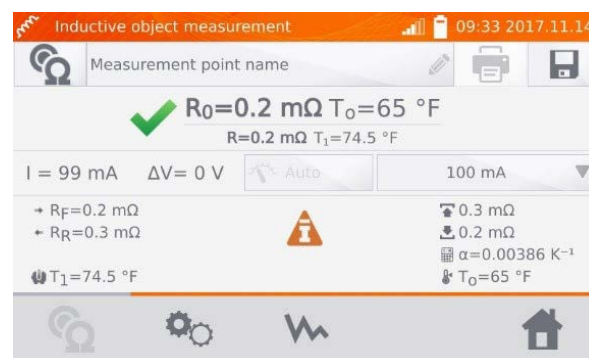 Inductive object measurement 09:33 2017.11.14
Measurement point name
R₀=0.2 mΩ Tₒ=65 °F
R=0.2 mΩ T₁=74.5 °F
I = 99 mA ΔV= 0 V Auto 100 mA
R_F=0.2 mΩ 0.3 mΩ
R_R=0.3 mΩ 0.2 mΩ
α=0.00386 K⁻¹
T₁=74.5 °F Tₒ=65 °F